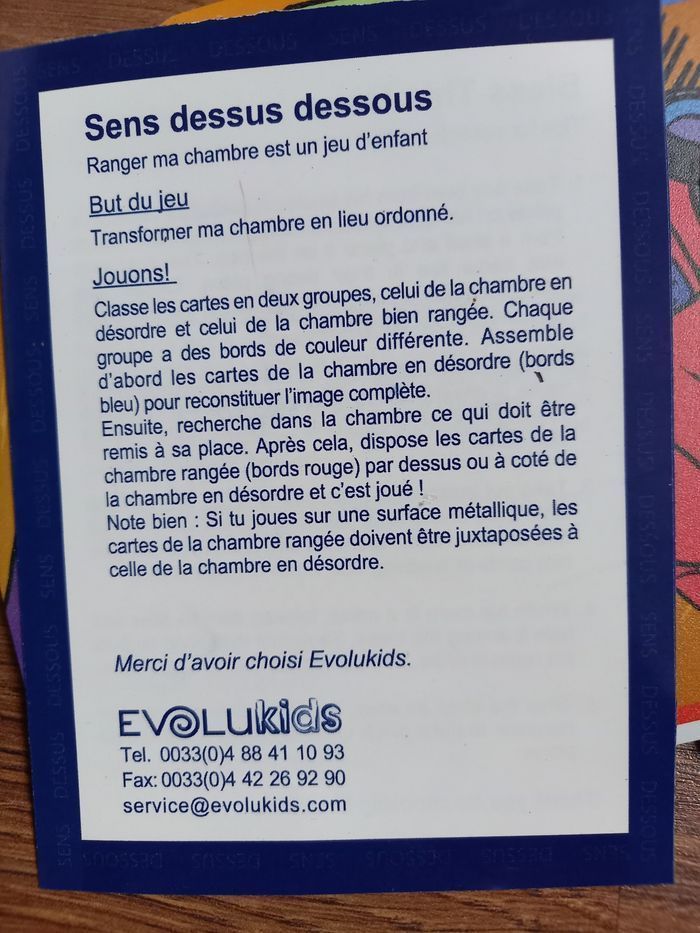 Sens dessus dessous
Ranger ma chambre est un jeu d'enfant
But du jeu
Transformer ma chambre en lieu ordonné.
Jouons!
Classe les cartes en deux groupes, celui de la chambre en
désordre et celui de la chambre bien rangée. Chaque
groupe a des bords de couleur différente. Assemble
d'abord les cartes de la chambre en désordre (bords
bleu) pour reconstituer l'image complète.
Ensuite, recherche dans la chambre ce qui doit être
remis à sa place. Après cela, dispose les cartes de la
chambre rangée (bords rouge) par dessus ou à coté de
la chambre en désordre et c'est joué !
Note bien : Si tu joues sur une surface métallique, les
cartes de la chambre rangée doivent être juxtaposées à
celle de la chambre en désordre.
Merci d'avoir choisi Evolukids.
EVOLUkids
Tel. 0033(0)4 88 41 10 93
Fax: 0033(0)4 42 26 92 90
service@evolukids.com